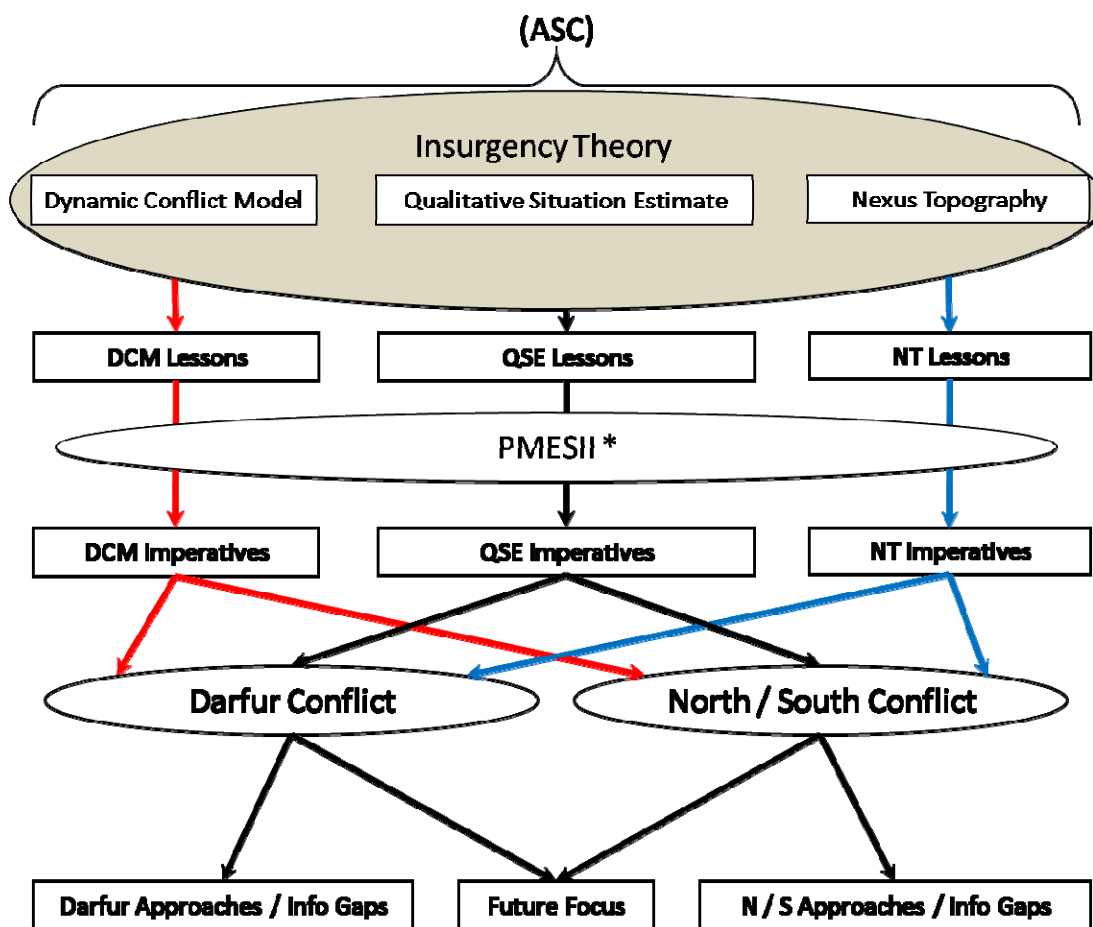 (ASC)
Insurgency Theory
Dynamic Conflict Model
Qualitative Situation Estimate
Nexus Topography
DCM Lessons
QSE Lessons
NT Lessons
PMESII *
DCM Imperatives
QSE Imperatives
NT Imperatives
Darfur Conflict
North / South Conflict
Darfur Approaches / Info Gaps
Future Focus
N / S Approaches / Info Gaps